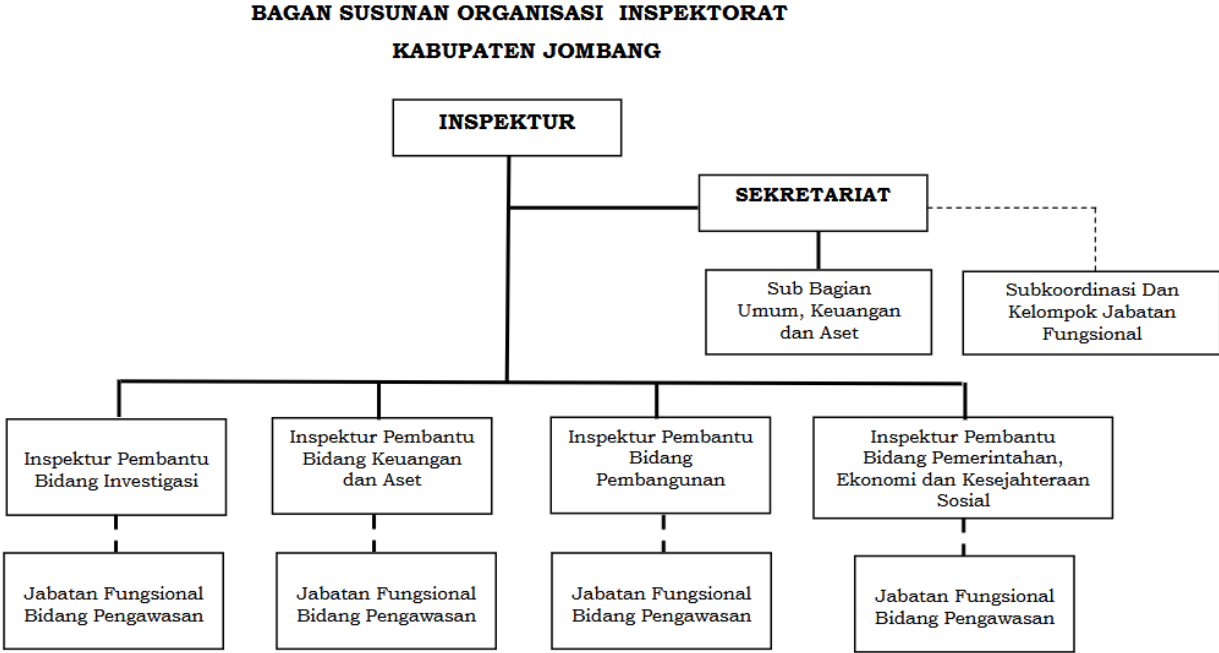 BAGAN SUSUNAN ORGANISASI INSPEKTORAT
KABUPATEN JOMBANG
INSPEKTUR
SEKRETARIAT
Sub Bagian
Umum, Keuangan
dan Aset
Subkoordinasi Dan
Kelompok Jabatan
Fungsional
Inspektur Pembantu
Bidang Investigasi
Inspektur Pembantu
Bidang Keuangan
dan Aset
Inspektur Pembantu
Bidang
Pembangunan
Inspektur Pembantu
Bidang Pemerintahan,
Ekonomi dan Kesejahteraan
Sosial
Jabatan Fungsional
Bidang Pengawasan
Jabatan Fungsional
Bidang Pengawasan
Jabatan Fungsional
Bidang Pengawasan
Jabatan Fungsional
Bidang Pengawasan